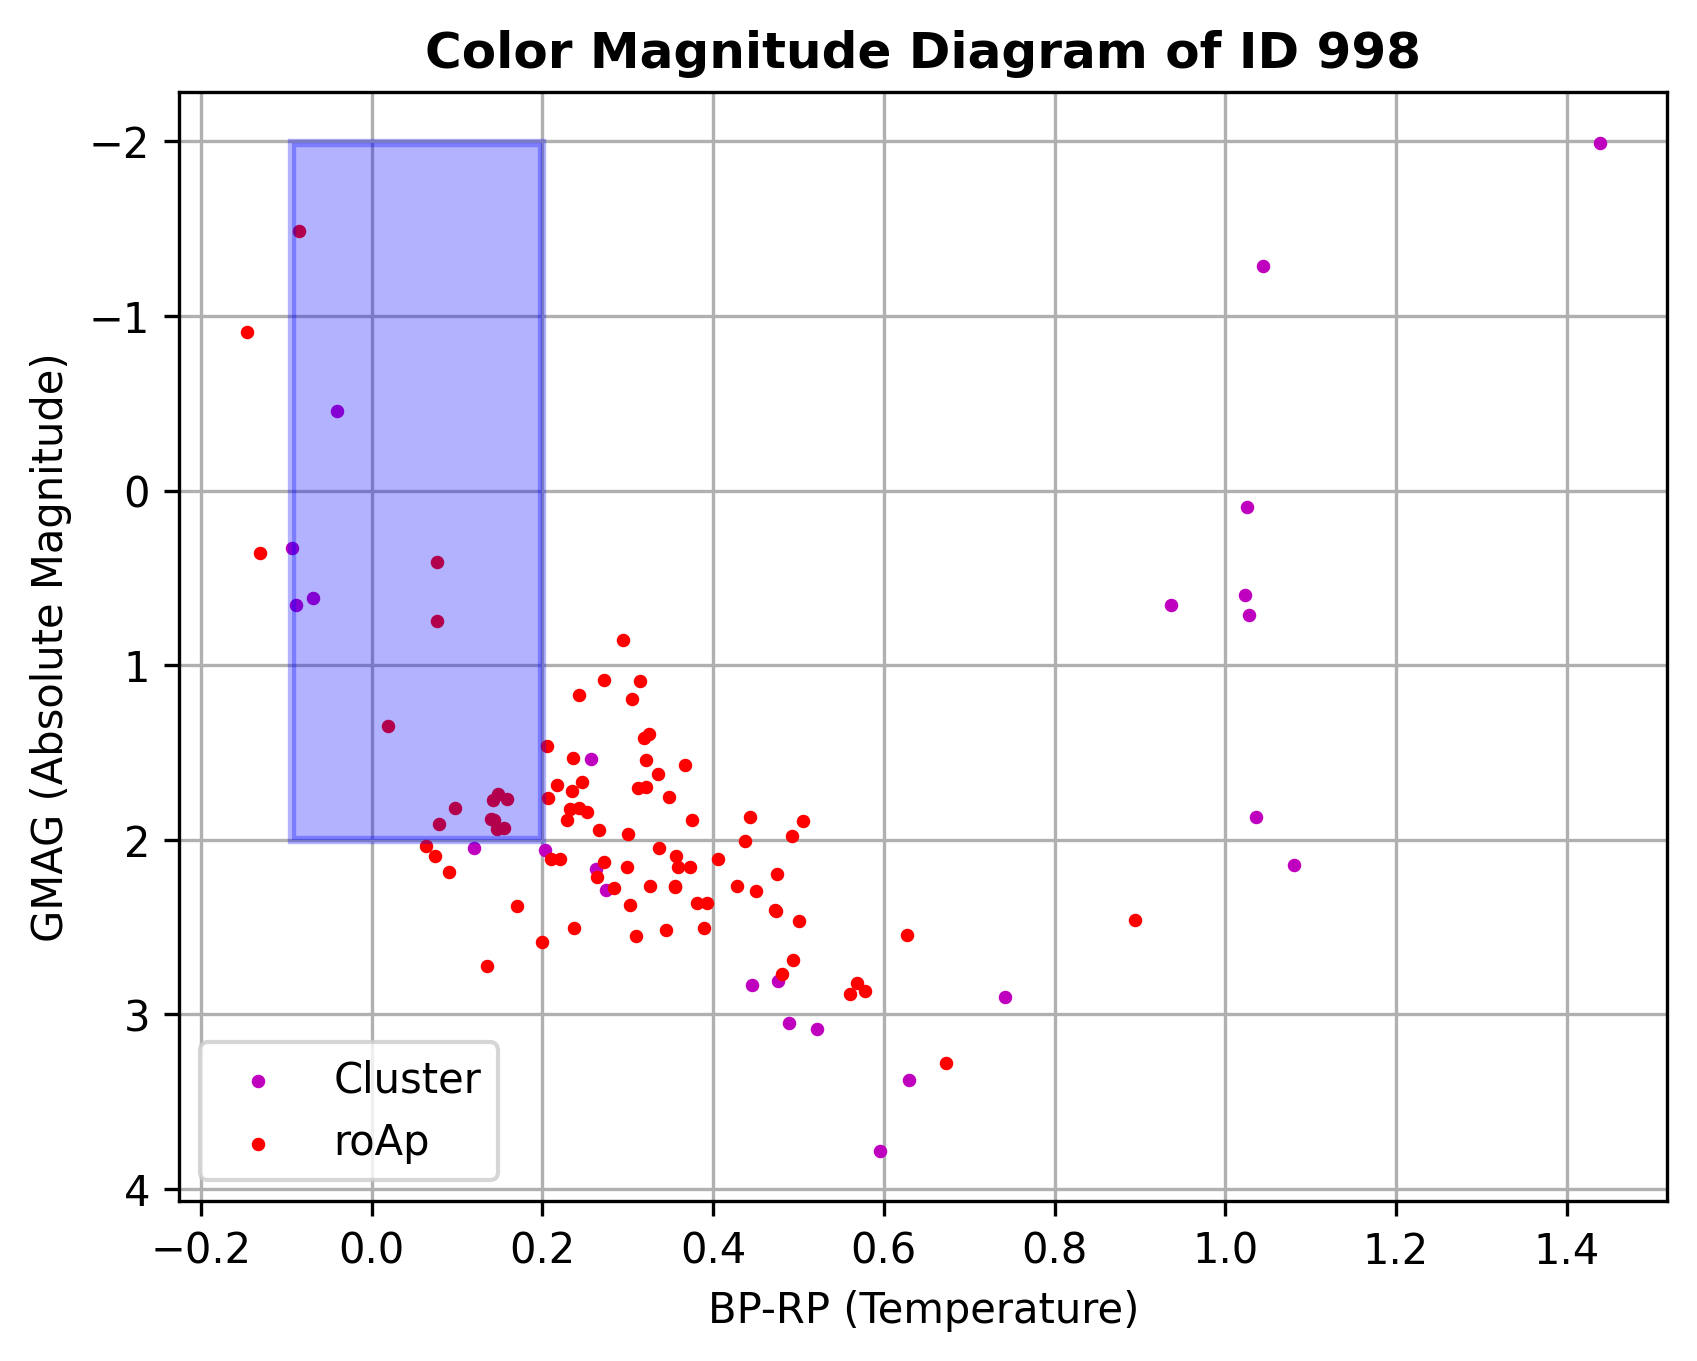 Color Magnitude Diagram of ID 998
GMAG (Absolute Magnitude)
−2
−1
0
1
2
3
4
Cluster
roAp
−0.2 0.0 0.2 0.4 0.6 0.8 1.0 1.2 1.4
BP-RP (Temperature)